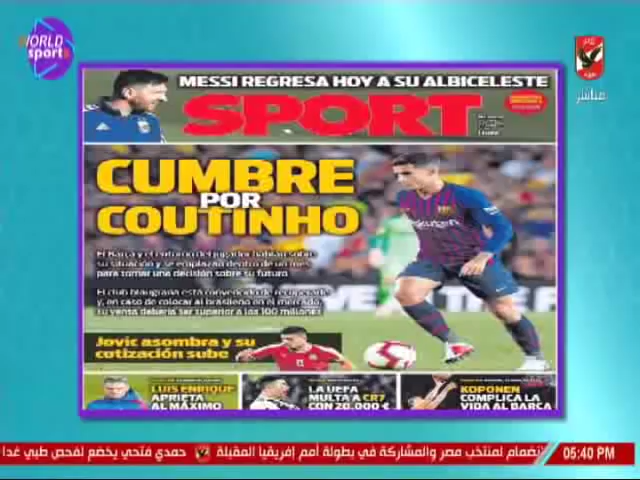 WORLD
sports
مباشر
MESSI REGRESA HOY A SU ALBICELESTE
SPORT
CUMBRE
POR
COUTINHO
El Barça y el entorno del jugador hablan sobre
su situación y se emplazan dentro de un mes
para tomar una decisión sobre su futuro
El club blaugrana está convencido de recuperarle
y, en caso de colocar al brasileño en el mercado,
su venta debería ser superior a los 100 millones
Rakuten
Jovic asombra y su
cotización sube
LUIS ENRIQUE
APRIETA
AL MÁXIMO
LA UEFA
MULTA A CR7
CON 20.000 €
KOPONEN
COMPLICA LA
VIDA AL BARÇA
انضمام لمنتخب مصر والمشاركة في بطولة أمم إفريقيا المقبلة
حمدي فتحي يخضع لفحص طبي غدا
05:40 PM